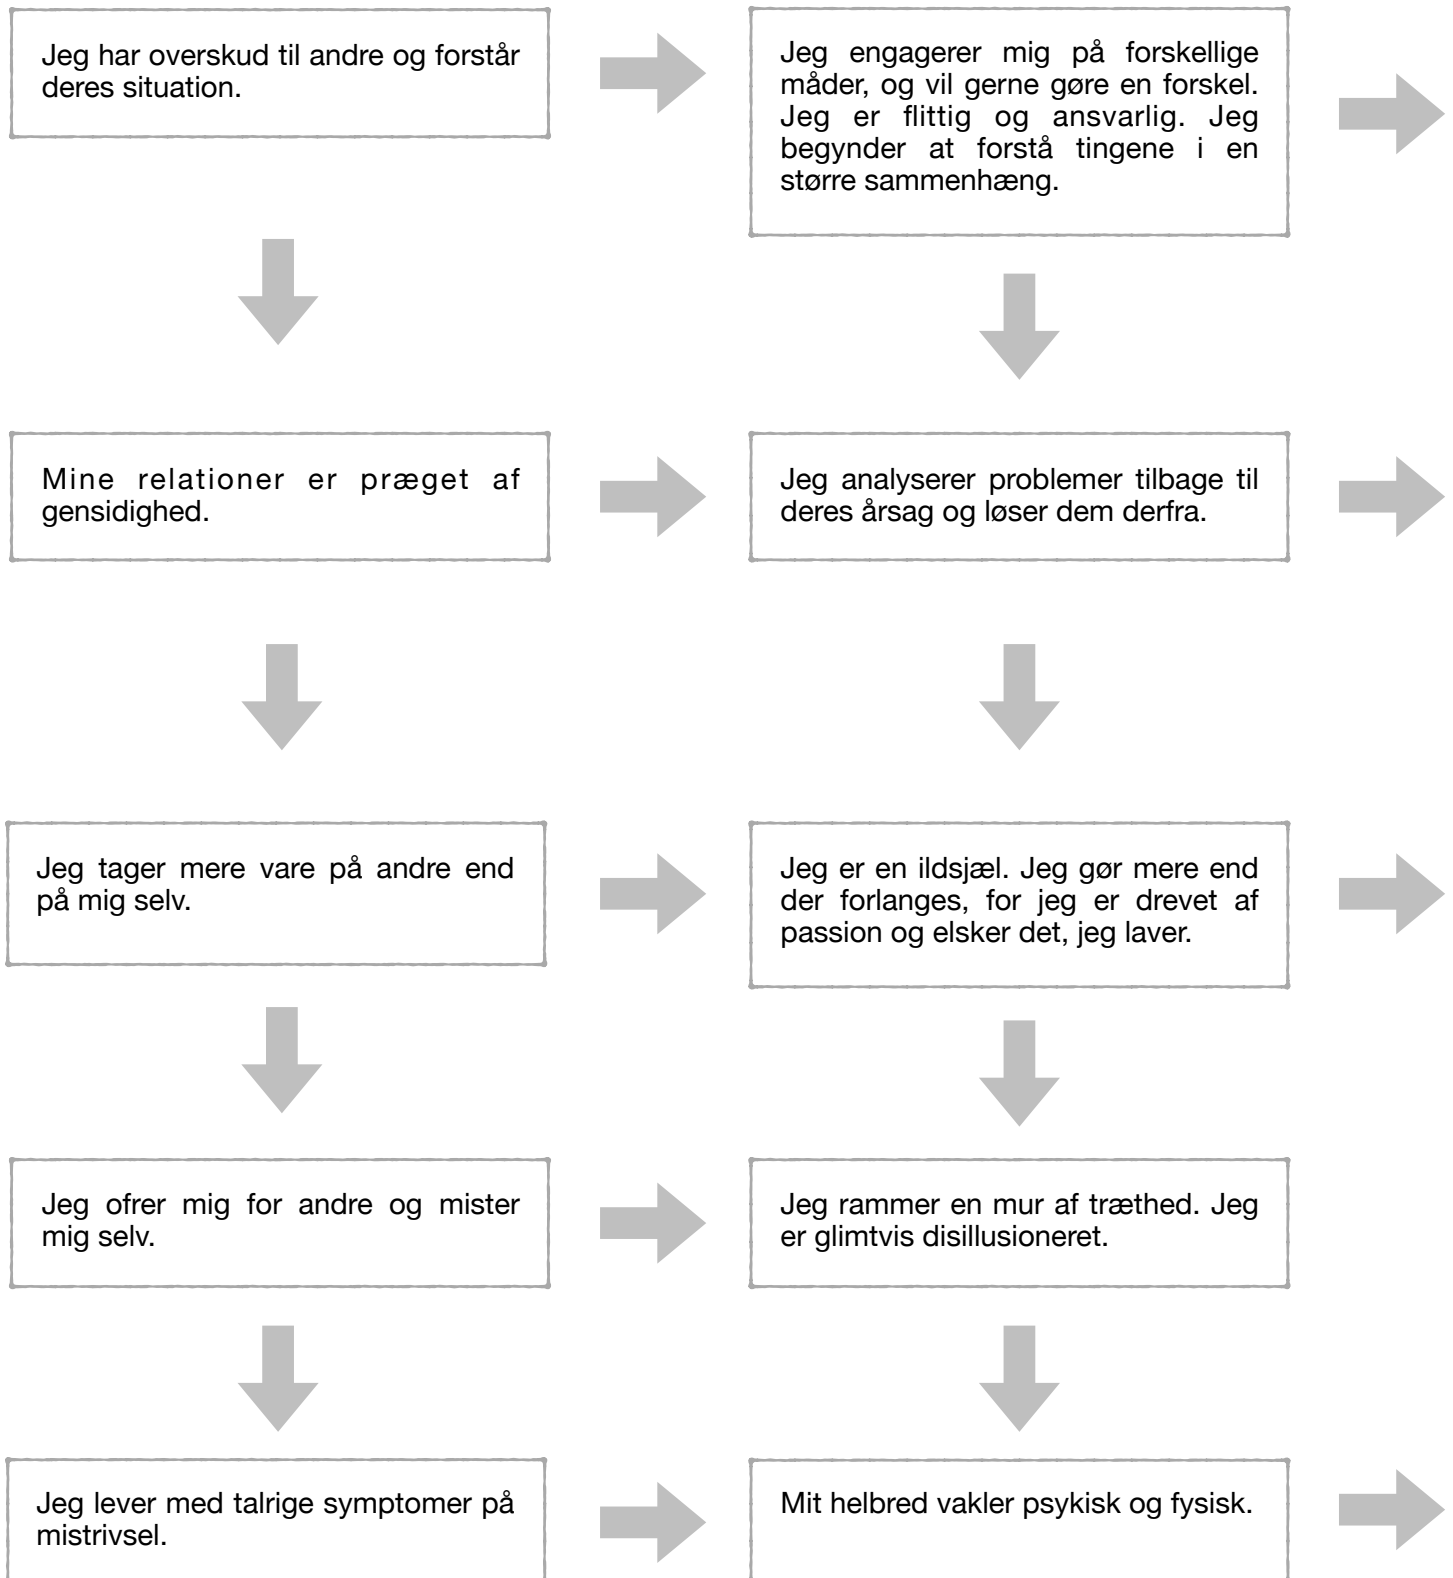 Jeg har overskud til andre og forstår
deres situation.
Jeg engagerer mig på forskellige
måder, og vil gerne gøre en forskel.
Jeg er flittig og ansvarlig. Jeg
begynder at forstå tingene i en
større sammenhæng.
Mine relationer er præget af
gensidighed.
Jeg analyserer problemer tilbage til
deres årsag og løser dem derfra.
Jeg tager mere vare på andre end
på mig selv.
Jeg er en ildsjæl. Jeg gør mere end
der forlanges, for jeg er drevet af
passion og elsker det, jeg laver.
Jeg ofrer mig for andre og mister
mig selv.
Jeg rammer en mur af træthed. Jeg
er glimtvis disillusioneret.
Jeg lever med talrige symptomer på
mistrivsel.
Mit helbred vakler psykisk og fysisk.